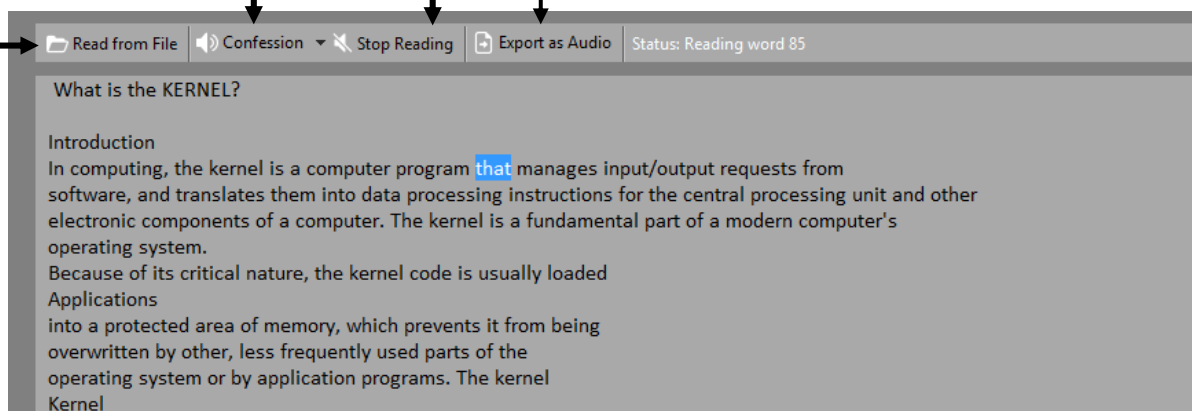 Read from File Confession Stop Reading Export as Audio Status: Reading word 85
What is the KERNEL?
Introduction
In computing, the kernel is a computer program that manages input/output requests from
software, and translates them into data processing instructions for the central processing unit and other
electronic components of a computer. The kernel is a fundamental part of a modern computer's
operating system.
Because of its critical nature, the kernel code is usually loaded
Applications
into a protected area of memory, which prevents it from being
overwritten by other, less frequently used parts of the
operating system or by application programs. The kernel
Kernel